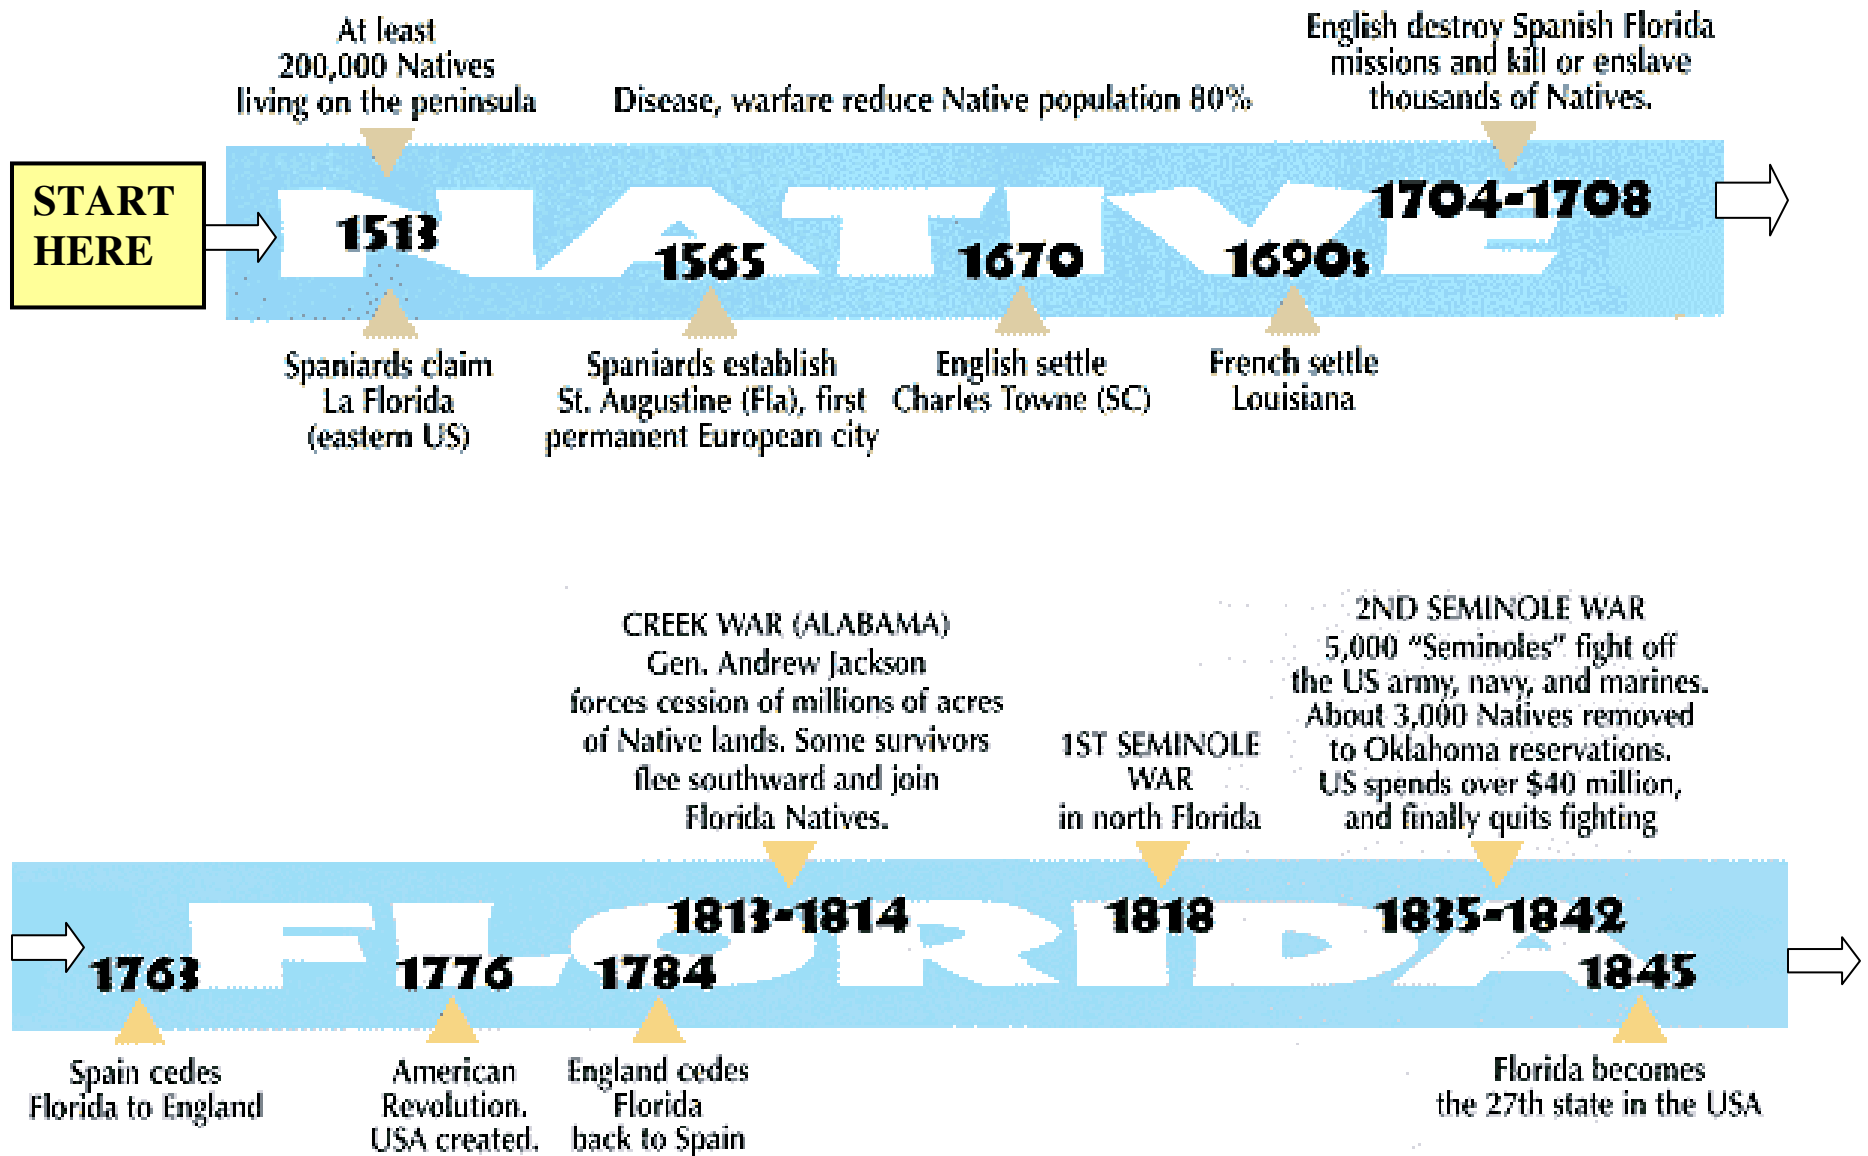 START
HERE
At least
200,000 Natives
living on the peninsula
Disease, warfare reduce Native population 80%
English destroy Spanish Florida
missions and kill or enslave
thousands of Natives.
NATIVE
1513
1565
1670
1690s
1704-1708
Spaniards claim
La Florida
(eastern US)
Spaniards establish
St. Augustine (Fla), first
permanent European city
English settle
Charles Towne (SC)
French settle
Louisiana
CREEK WAR (ALABAMA)
Gen. Andrew Jackson
forces cession of millions of acres
of Native lands. Some survivors
flee southward and join
Florida Natives.
1ST SEMINOLE
WAR
in north Florida
2ND SEMINOLE WAR
5,000 “Seminoles” fight off
the US army, navy, and marines.
About 3,000 Natives removed
to Oklahoma reservations.
US spends over $40 million,
and finally quits fighting
FLORIDA
1763
1776
1784
1813-1814
1818
1835-1842
1845
Spain cedes
Florida to England
American
Revolution.
USA created.
England cedes
Florida
back to Spain
Florida becomes
the 27th state in the USA